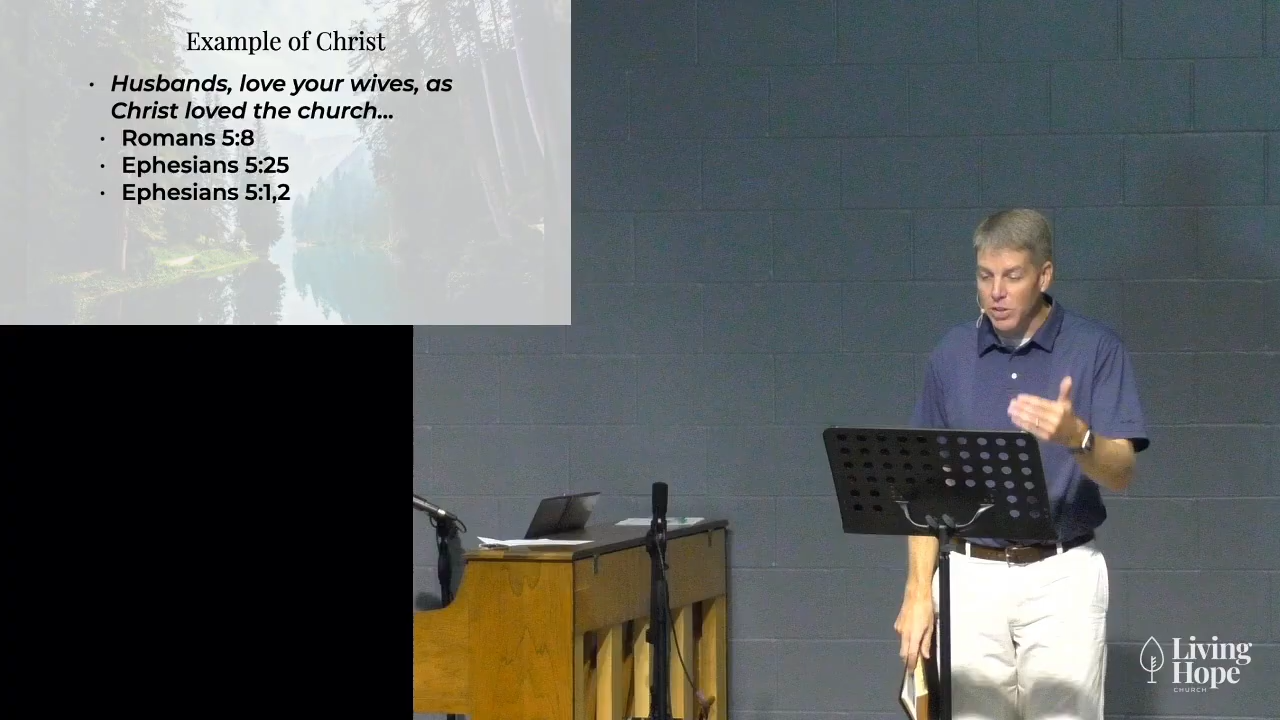 Example of Christ
• Husbands, love your wives, as
Christ loved the church...
• Romans 5:8
• Ephesians 5:25
• Ephesians 5:1,2
Living
Hope
CHURCH